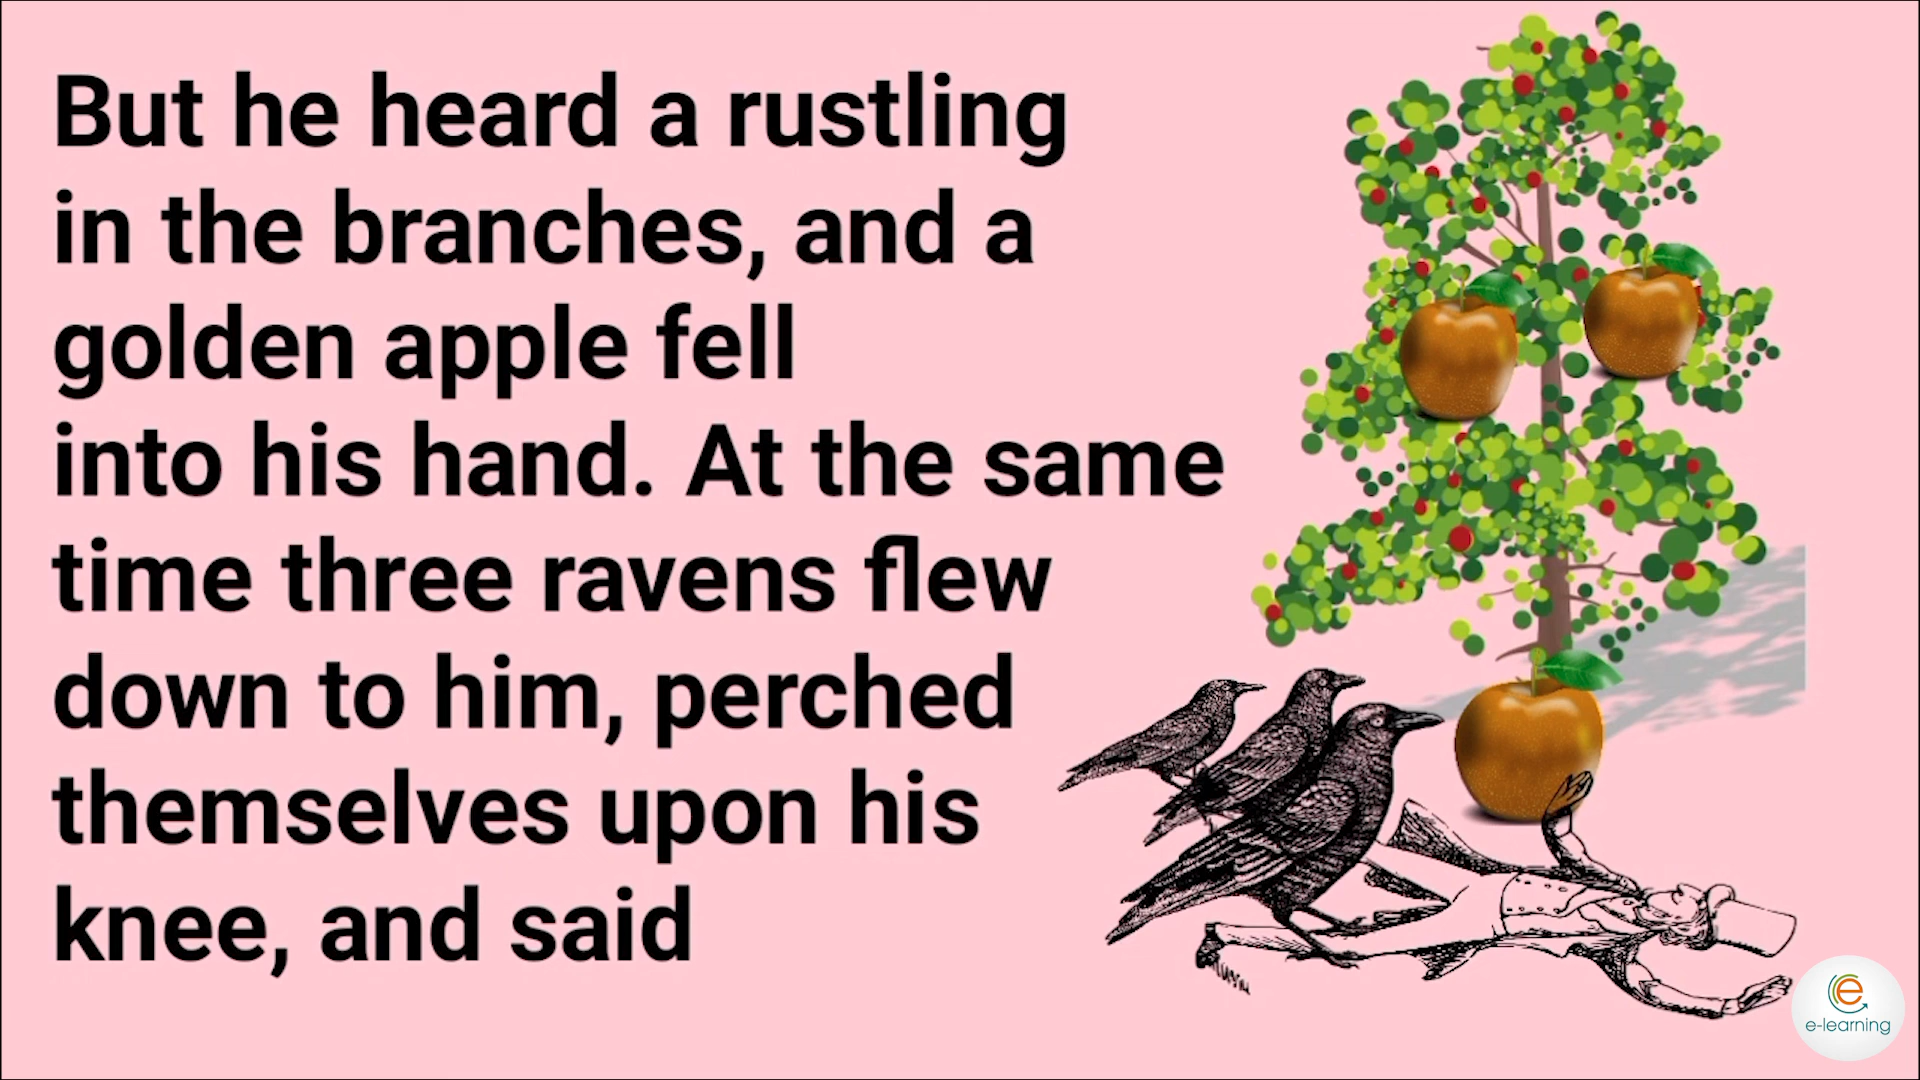 But he heard a rustling
in the branches, and a
golden apple fell
into his hand. At the same
time three ravens flew
down to him, perched
themselves upon his
knee, and said
e
e-learning